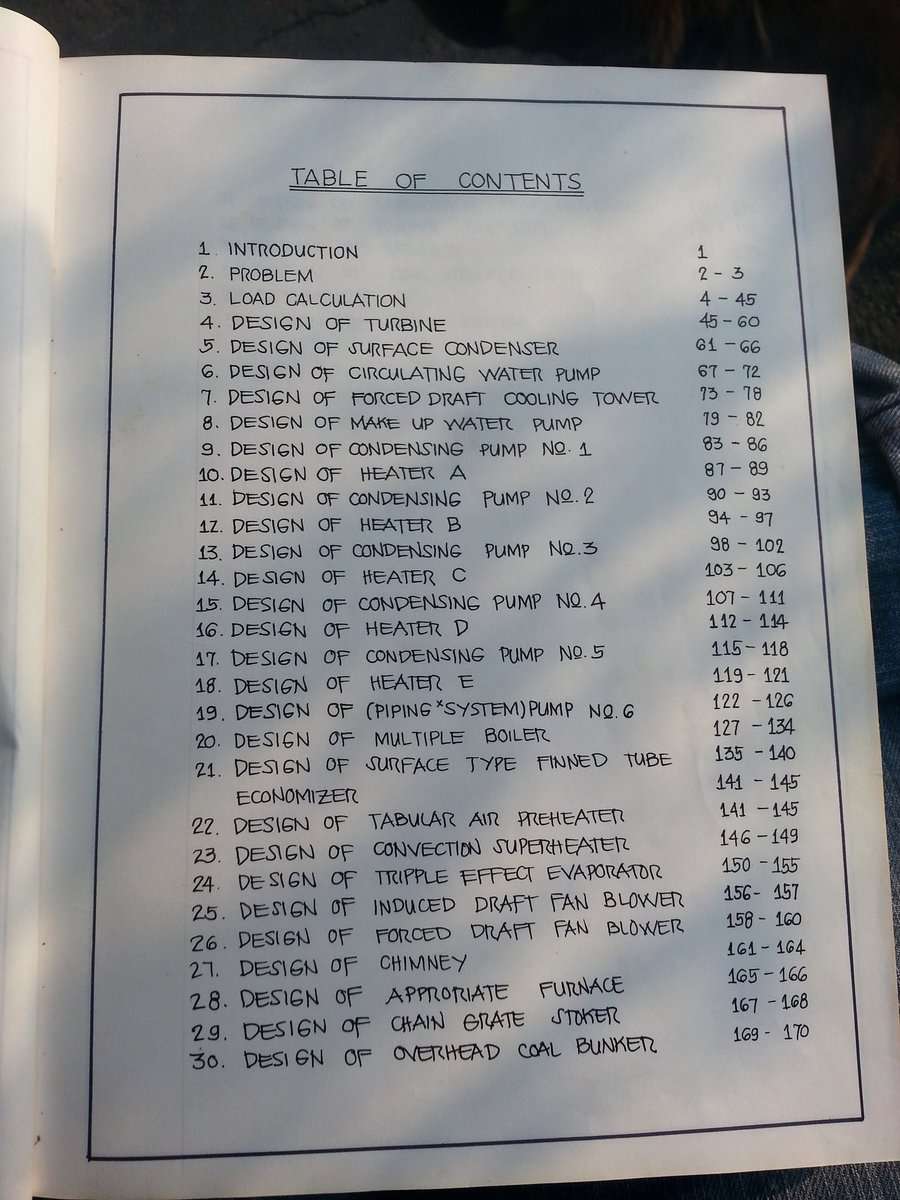 TABLE OF CONTENTS
1. INTRODUCTION 1
2. PROBLEM 2 - 3
3. LOAD CALCULATION 4 - 45
4. DESIGN OF TURBINE 45 - 60
5. DESIGN OF SURFACE CONDENSER 61 - 66
6. DESIGN OF CIRCULATING WATER PUMP 67 - 72
7. DESIGN OF FORCED DRAFT COOLING TOWER 73 - 78
8. DESIGN OF MAKE UP WATER PUMP 79 - 82
9. DESIGN OF CONDENSING PUMP NO. 1 83 - 86
10. DESIGN OF HEATER A 87 - 89
11. DESIGN OF CONDENSING PUMP NO. 2 90 - 93
12. DESIGN OF HEATER B 94 - 97
13. DESIGN OF CONDENSING PUMP NO. 3 98 - 102
14. DESIGN OF HEATER C 103 - 106
15. DESIGN OF CONDENSING PUMP NO. 4 107 - 111
16. DESIGN OF HEATER D 112 - 114
17. DESIGN OF CONDENSING PUMP NO. 5 115 - 118
18. DESIGN OF HEATER E 119 - 121
19. DESIGN OF (PIPING*SYSTEM) PUMP NO. 6 122 - 126
20. DESIGN OF MULTIPLE BOILER 127 - 134
21. DESIGN OF SURFACE TYPE FINNED TUBE 135 - 140
ECONOMIZER 141 - 145
22. DESIGN OF TABULAR AIR PREHEATER 141 - 145
23. DESIGN OF CONVECTION SUPERHEATER 146 - 149
24. DESIGN OF TRIPPLE EFFECT EVAPORATOR 150 - 155
25. DESIGN OF INDUCED DRAFT FAN BLOWER 156 - 157
26. DESIGN OF FORCED DRAFT FAN BLOWER 158 - 160
27. DESIGN OF CHIMNEY 161 - 164
28. DESIGN OF APPRORIATE FURNACE 165 - 166
29. DESIGN OF CHAIN GRATE STOKER 167 - 168
30. DESIGN OF OVERHEAD COAL BUNKER 169 - 170